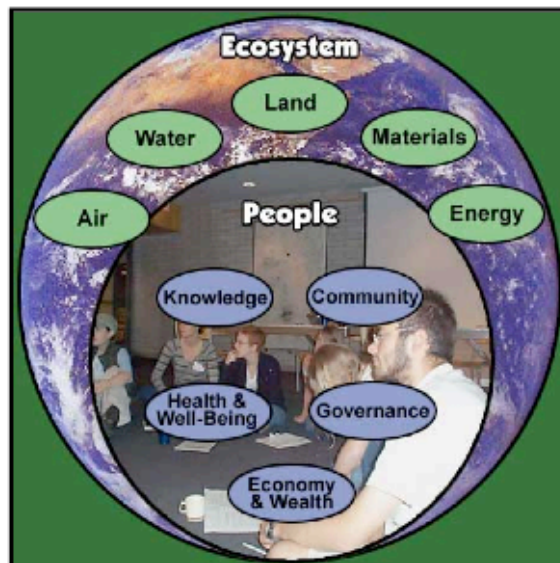 Ecosystem
Land
Water
Materials
Air
People
Energy
Knowledge
Community
Health &
Well-Being
Governance
Economy
& Wealth